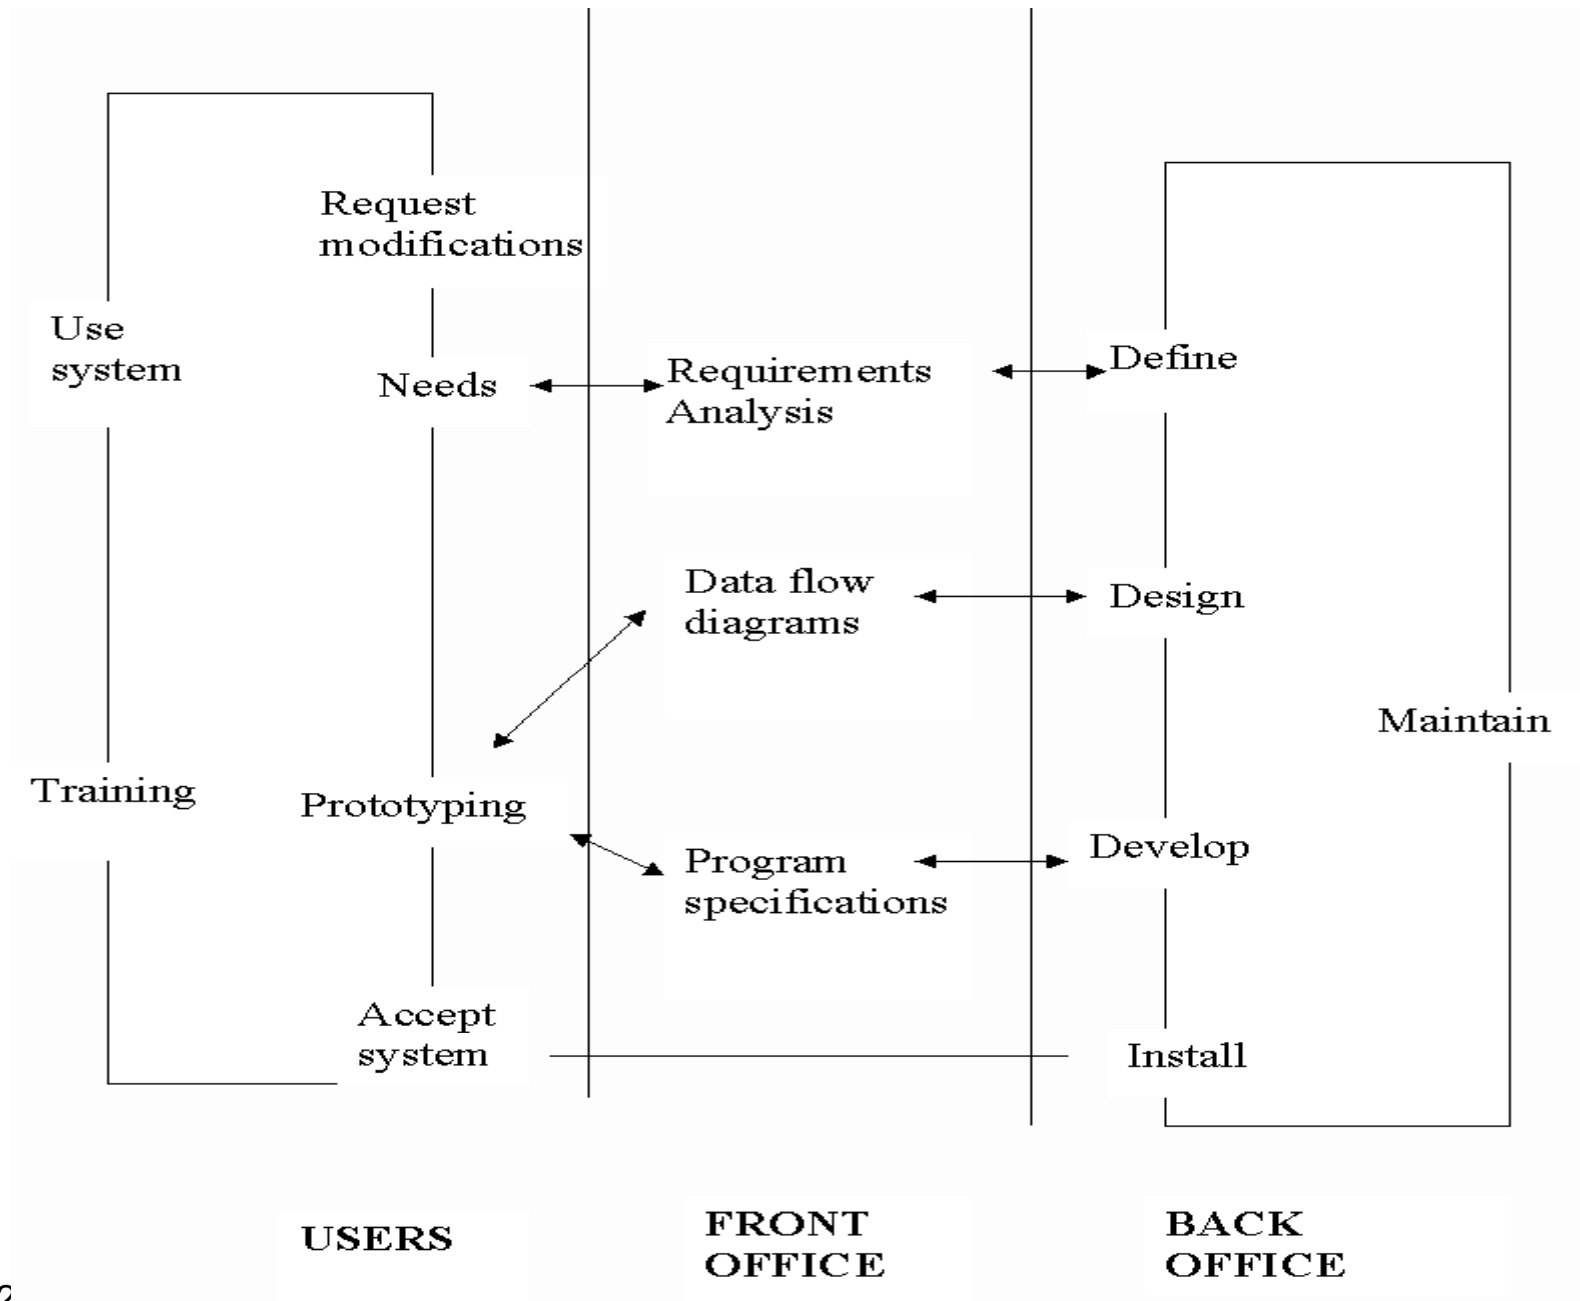 Request
modifications
Use
system
Needs
Requirements
Analysis
Define
Data flow
diagrams
Design
Maintain
Training
Prototyping
Program
specifications
Develop
Accept
system
Install
USERS
FRONT
OFFICE
BACK
OFFICE